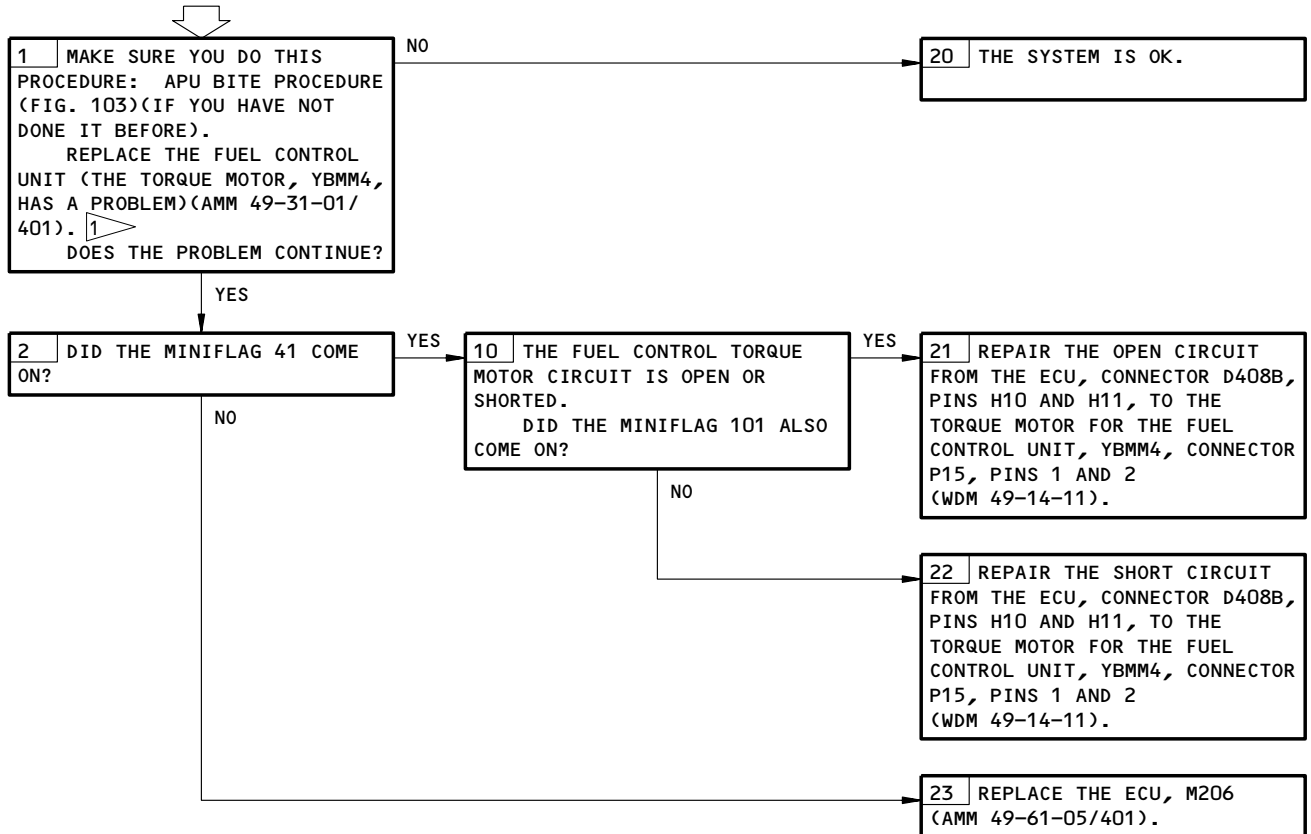 1 MAKE SURE YOU DO THIS
PROCEDURE: APU BITE PROCEDURE
(FIG. 103)(IF YOU HAVE NOT
DONE IT BEFORE).
REPLACE THE FUEL CONTROL
UNIT (THE TORQUE MOTOR, YBMM4,
HAS A PROBLEM)(AMM 49-31-01/
401). 1
DOES THE PROBLEM CONTINUE?
NO
20 THE SYSTEM IS OK.
YES
2 DID THE MINIFLAG 41 COME
ON?
YES
10 THE FUEL CONTROL TORQUE
MOTOR CIRCUIT IS OPEN OR
SHORTED.
DID THE MINIFLAG 101 ALSO
COME ON?
YES
21 REPAIR THE OPEN CIRCUIT
FROM THE ECU, CONNECTOR D408B,
PINS H10 AND H11, TO THE
TORQUE MOTOR FOR THE FUEL
CONTROL UNIT, YBMM4, CONNECTOR
P15, PINS 1 AND 2
(WDM 49-14-11).
NO
NO
22 REPAIR THE SHORT CIRCUIT
FROM THE ECU, CONNECTOR D408B,
PINS H10 AND H11, TO THE
TORQUE MOTOR FOR THE FUEL
CONTROL UNIT, YBMM4, CONNECTOR
P15, PINS 1 AND 2
(WDM 49-14-11).
23 REPLACE THE ECU, M206
(AMM 49-61-05/401).